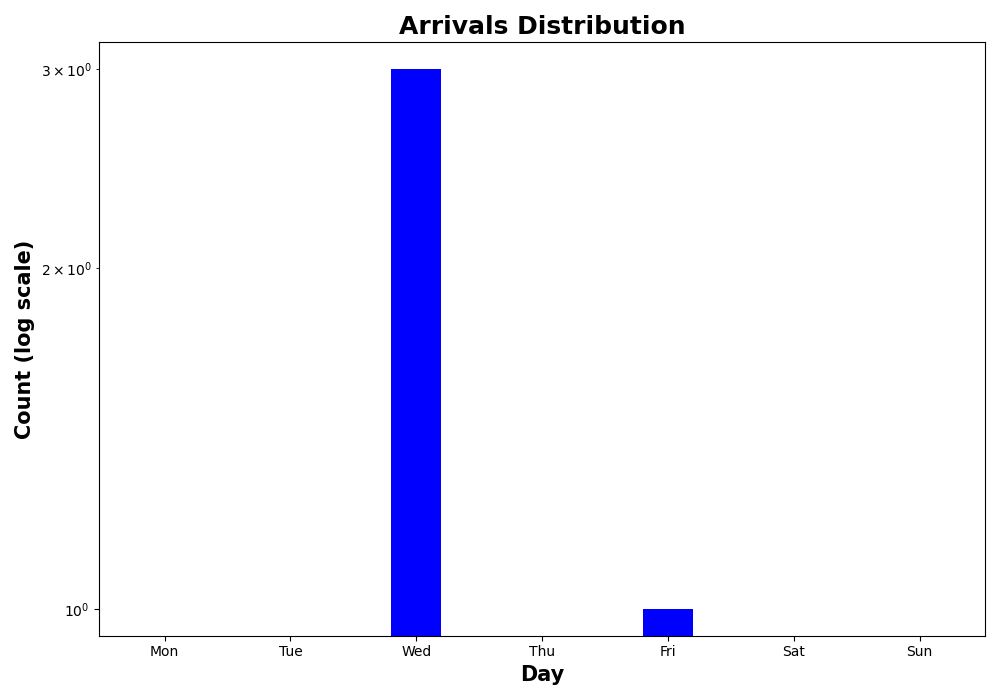 Arrivals Distribution
3 × 10⁰
2 × 10⁰
10⁰
Count (log scale)
Mon Tue Wed Thu Fri Sat Sun
Day